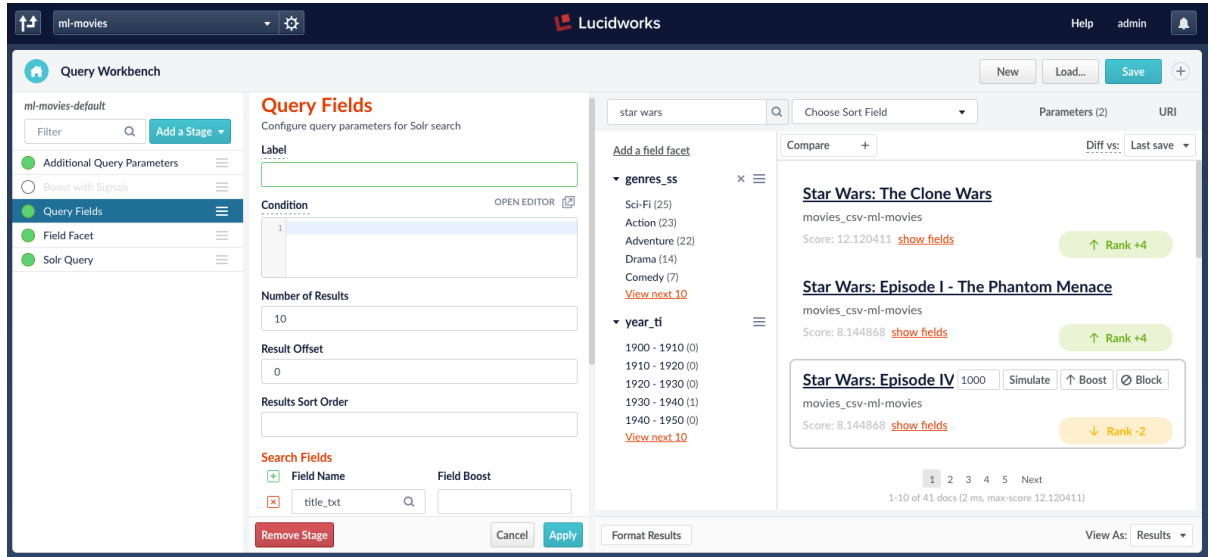 ml-movies
Lucidworks
Help
admin
Query Workbench
New
Load...
Save
ml-movies-default
Filter
Add a Stage
Additional Query Parameters
Boost with Signals
Query Fields
Field Facet
Solr Query
Query Fields
Configure query parameters for Solr search
Label
Condition
OPEN EDITOR
1
Number of Results
10
Result Offset
0
Results Sort Order
Search Fields
Field Name
Field Boost
title_txt
Remove Stage
Cancel
Apply
star wars
Choose Sort Field
Parameters (2)
URI
Add a field facet
genres_ss
Sci-Fi (25)
Action (23)
Adventure (22)
Drama (14)
Comedy (7)
View next 10
year_ti
1900 - 1910 (0)
1910 - 1920 (0)
1920 - 1930 (0)
1930 - 1940 (1)
1940 - 1950 (0)
View next 10
Compare +
Diff vs: Last save
Star Wars: The Clone Wars
movies_csv-ml-movies
Score: 12.120411 show fields
↑ Rank +4
Star Wars: Episode I - The Phantom Menace
movies_csv-ml-movies
Score: 8.144868 show fields
↑ Rank +4
Star Wars: Episode IV 1000 Simulate ↑ Boost Block
movies_csv-ml-movies
Score: 8.144868 show fields
↓ Rank -2
1 2 3 4 5 Next
1-10 of 41 docs (2 ms, max-score 12.120411)
Format Results
View As: Results